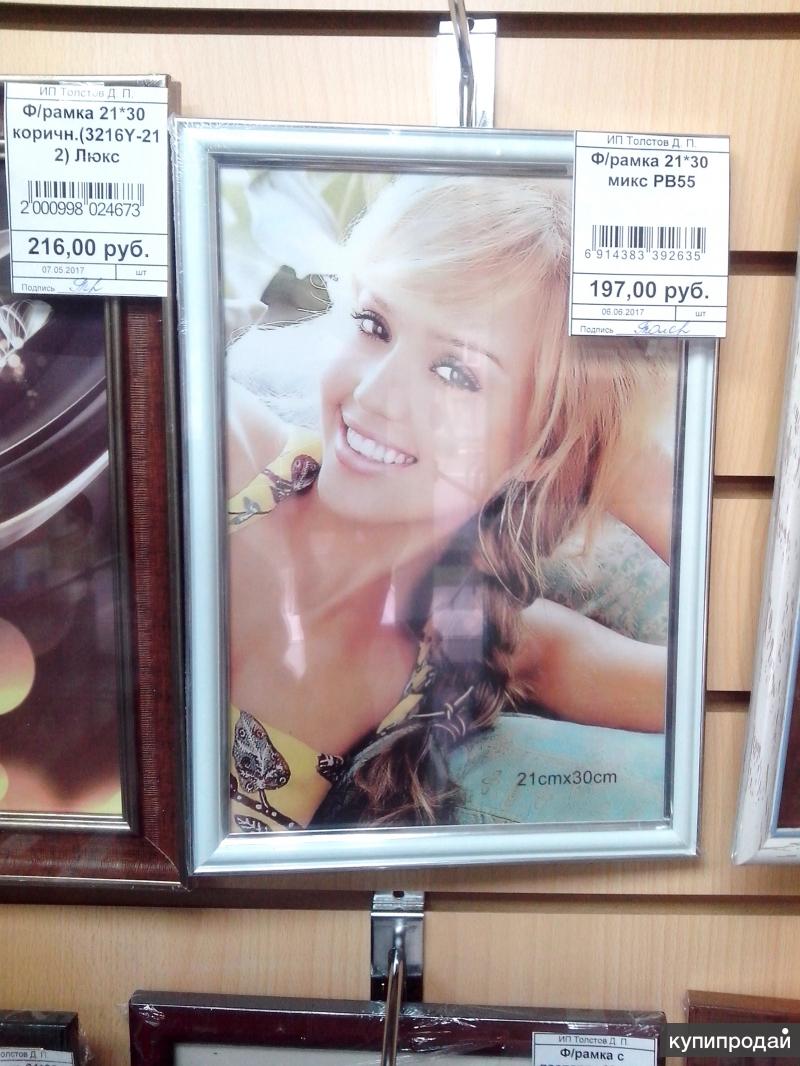 ИП Толстов Д. П.
Ф/рамка 21*30
коричн.(3216Y-21
2) Люкс
2 000998 024673
216,00 руб.
07.05.2017 шт
Подпись
ИП Толстов Д. П.
Ф/рамка 21*30
микс PB55
6 914383 392635
197,00 руб.
06.06.2017 шт
Подпись
21cmx30cm
ИП Толстов Д. П.
Ф/рамка с
купипродай